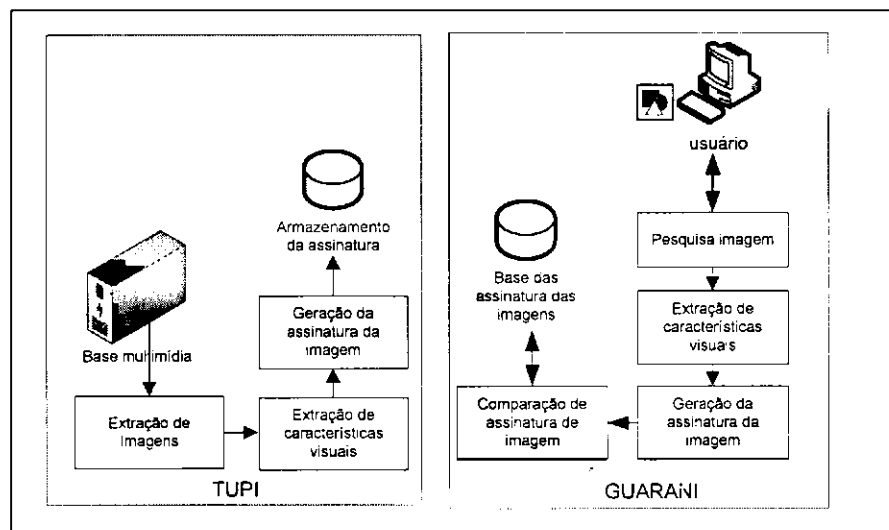 Armazenamento
da assinatura
Base multimídia
Geração da
assinatura da
imagem
Extração de
Imagens
Extração de
características
visuais
TUPI
usuário
Pesquisa imagem
Base das
assinatura das
imagens
Extração de
características
visuais
Comparação de
assinatura de
imagem
Geração da
assinatura da
imagem
GUARAiNI